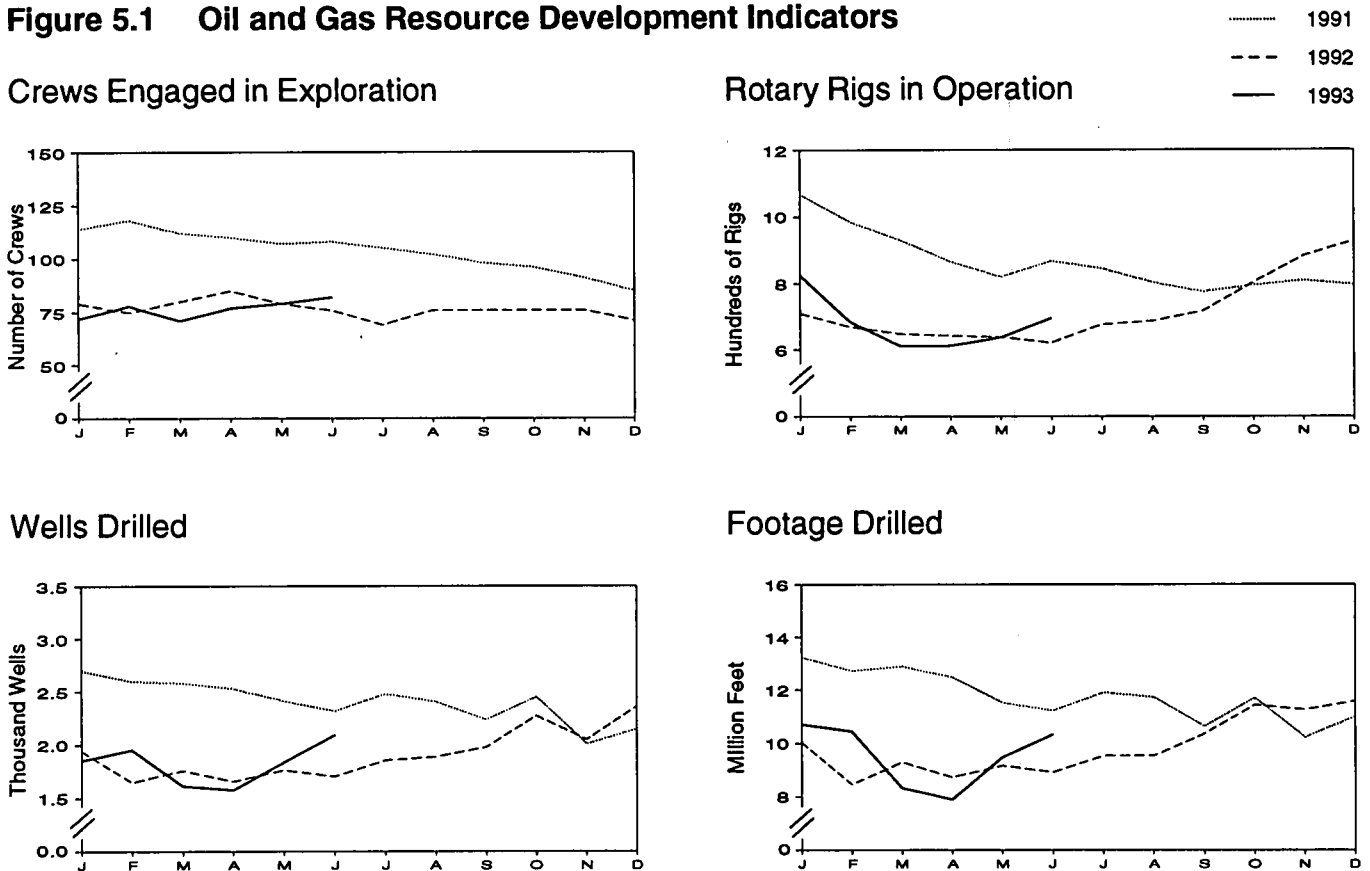 Figure 5.1 Oil and Gas Resource Development Indicators
1991
1992
1993
Crews Engaged in Exploration
Number of Crews
150
125
100
75
50
0
J F M A M J J A S O N D
Rotary Rigs in Operation
Hundreds of Rigs
12
10
8
6
0
J F M A M J J A S O N D
Wells Drilled
Thousand Wells
3.5
3.0
2.5
2.0
1.5
0.0
J F M A M J J A S O N D
Footage Drilled
Million Feet
16
14
12
10
8
0
J F M A M J J A S O N D